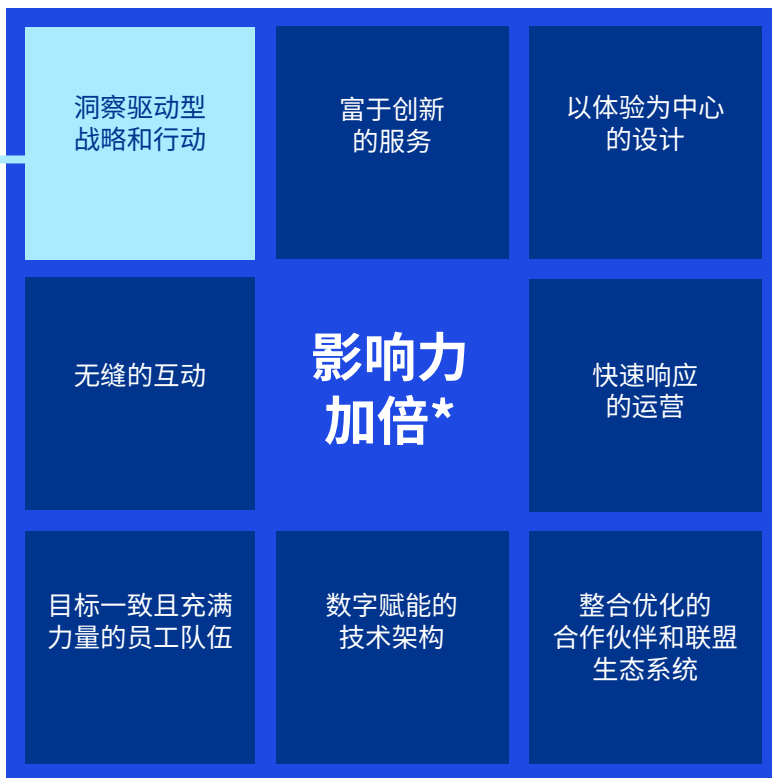 洞察驱动型
战略和行动
富于创新
的服务
以体验为中心
的设计
无缝的互动
影响力
加倍*
快速响应
的运营
目标一致且充满
力量的员工队伍
数字赋能的
技术架构
整合优化的
合作伙伴和联盟
生态系统